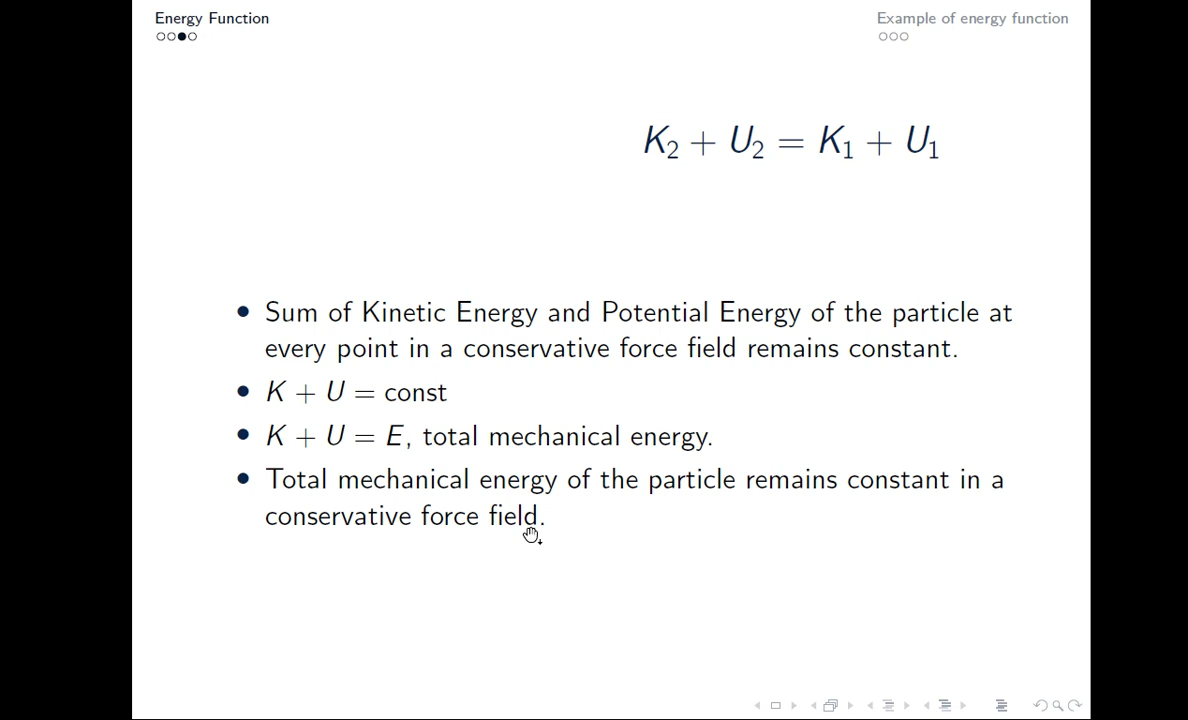 Energy Function
Example of energy function
K₂ + U₂ = K₁ + U₁
• Sum of Kinetic Energy and Potential Energy of the particle at
every point in a conservative force field remains constant.
• K + U = const
• K + U = E, total mechanical energy.
• Total mechanical energy of the particle remains constant in a
conservative force field.